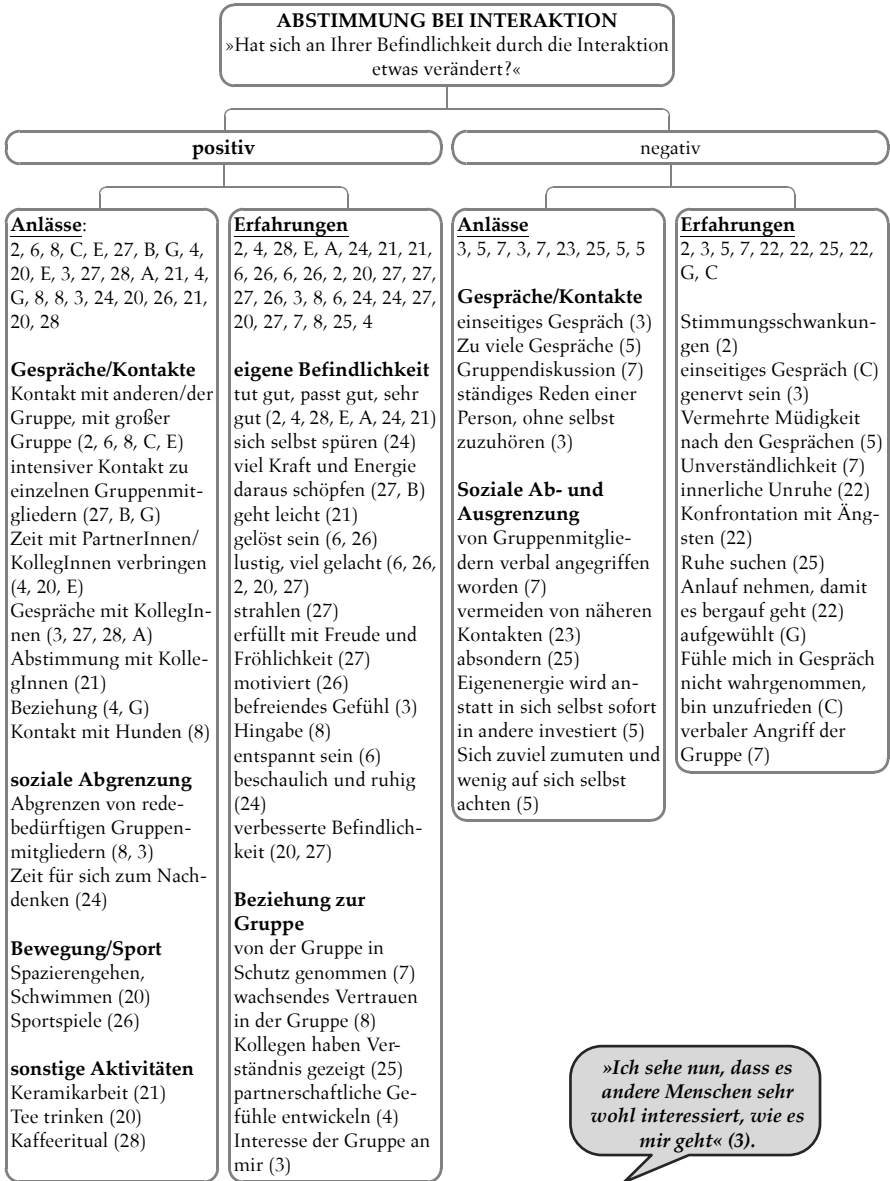 ABSTIMMUNG BEI INTERAKTION
»Hat sich an Ihrer Befindlichkeit durch die Interaktion
etwas verändert?«
positiv
negativ
Anlässe:
2, 6, 8, C, E, 27, B, G, 4,
20, E, 3, 27, 28, A, 21, 4,
G, 8, 8, 3, 24, 20, 26, 21,
20, 28
Gespräche/Kontakte
Kontakt mit anderen/der
Gruppe, mit großer
Gruppe (2, 6, 8, C, E)
intensiver Kontakt zu
einzelnen Gruppenmit-
gliedern (27, B, G)
Zeit mit PartnerInnen/
KollegInnen verbringen
(4, 20, E)
Gespräche mit KollegIn-
nen (3, 27, 28, A)
Abstimmung mit Kolle-
gInnen (21)
Beziehung (4, G)
Kontakt mit Hunden (8)
soziale Abgrenzung
Abgrenzen von rede-
bedürftigen Gruppen-
mitgliedern (8, 3)
Zeit für sich zum Nach-
denken (24)
Bewegung/Sport
Spazierengehen,
Schwimmen (20)
Sportspiele (26)
sonstige Aktivitäten
Keramikarbeit (21)
Tee trinken (20)
Kaffeeritual (28)
Erfahrungen
2, 4, 28, E, A, 24, 21, 21,
6, 26, 6, 26, 2, 20, 27, 27,
27, 26, 3, 8, 6, 24, 24, 27,
20, 27, 7, 8, 25, 4
eigene Befindlichkeit
tut gut, passt gut, sehr
gut (2, 4, 28, E, A, 24, 21)
sich selbst spüren (24)
viel Kraft und Energie
daraus schöpfen (27, B)
geht leicht (21)
gelöst sein (6, 26)
lustig, viel gelacht (6, 26,
2, 20, 27)
strahlen (27)
erfüllt mit Freude und
Fröhlichkeit (27)
motiviert (26)
befreiendes Gefühl (3)
Hingabe (8)
entspannt sein (6)
beschaulich und ruhig
(24)
verbesserte Befindlich-
keit (20, 27)
Beziehung zur
Gruppe
von der Gruppe in
Schutz genommen (7)
wachsendes Vertrauen
in der Gruppe (8)
Kollegen haben Ver-
ständnis gezeigt (25)
partnerschaftliche Ge-
fühle entwickeln (4)
Interesse der Gruppe an
mir (3)
Anlässe
3, 5, 7, 3, 7, 23, 25, 5, 5
Gespräche/Kontakte
einseitiges Gespräch (3)
Zu viele Gespräche (5)
Gruppendiskussion (7)
ständiges Reden einer
Person, ohne selbst
zuzuhören (3)
Soziale Ab- und
Ausgrenzung
von Gruppenmitglie-
dern verbal angegriffen
worden (7)
vermeiden von näheren
Kontakten (23)
absondern (25)
Eigenenergie wird an-
statt in sich selbst sofort
in andere investiert (5)
Sich zuviel zumuten und
wenig auf sich selbst
achten (5)
Erfahrungen
2, 3, 5, 7, 22, 22, 25, 22,
G, C
Stimmungsschwankun-
gen (2)
einseitiges Gespräch (C)
genervt sein (3)
Vermehrte Müdigkeit
nach den Gesprächen (5)
Unverständlichkeit (7)
innerliche Unruhe (22)
Konfrontation mit Äng-
sten (22)
Ruhe suchen (25)
Anlauf nehmen, damit
es bergauf geht (22)
aufgewühlt (G)
Fühle mich in Gespräch
nicht wahrgenommen,
bin unzufrieden (C)
verbaler Angriff der
Gruppe (7)
»Ich sehe nun, dass es
andere Menschen sehr
wohl interessiert, wie es
mir geht« (3).